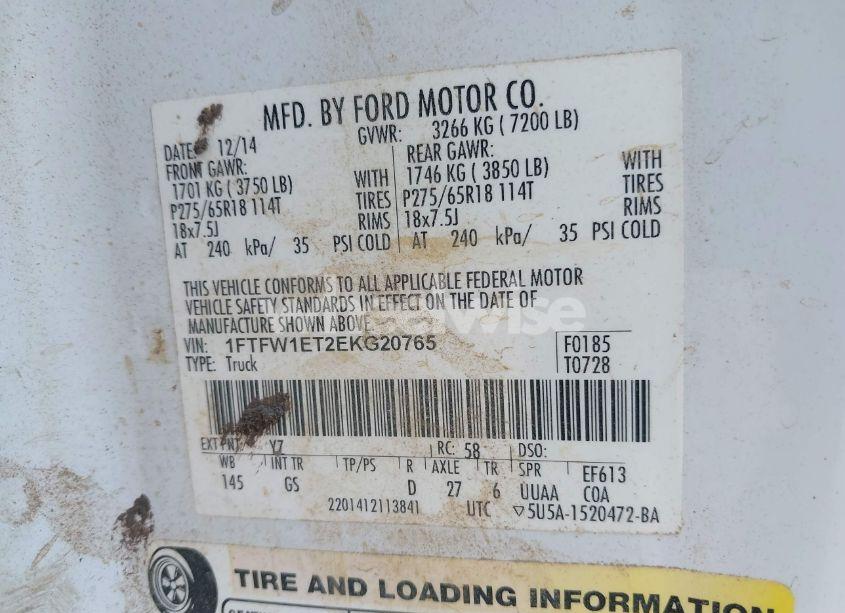 MFD. BY FORD MOTOR CO.
DATE: 12/14 GVWR: 3266 KG ( 7200 LB)
FRONT GAWR: REAR GAWR:
1701 KG ( 3750 LB) WITH 1746 KG ( 3850 LB) WITH
P275/65R18 114T TIRES P275/65R18 114T TIRES
18x7.5J RIMS 18x7.5J RIMS
AT 240 kPa/ 35 PSI COLD AT 240 kPa/ 35 PSI COLD
THIS VEHICLE CONFORMS TO ALL APPLICABLE FEDERAL MOTOR
VEHICLE SAFETY STANDARDS IN EFFECT ON THE DATE OF
MANUFACTURE SHOWN ABOVE.
VIN: 1FTFW1ET2EKG20765 F0185
TYPE: Truck T0728
EXT PNT: YZ RC: 58 DSO:
WB INT TR TP/PS R AXLE TR SPR EF613
145 GS D 27 6 UUAA COA
2201412113841 UTC ▽5U5A-1520472-BA
TIRE AND LOADING INFORMATION